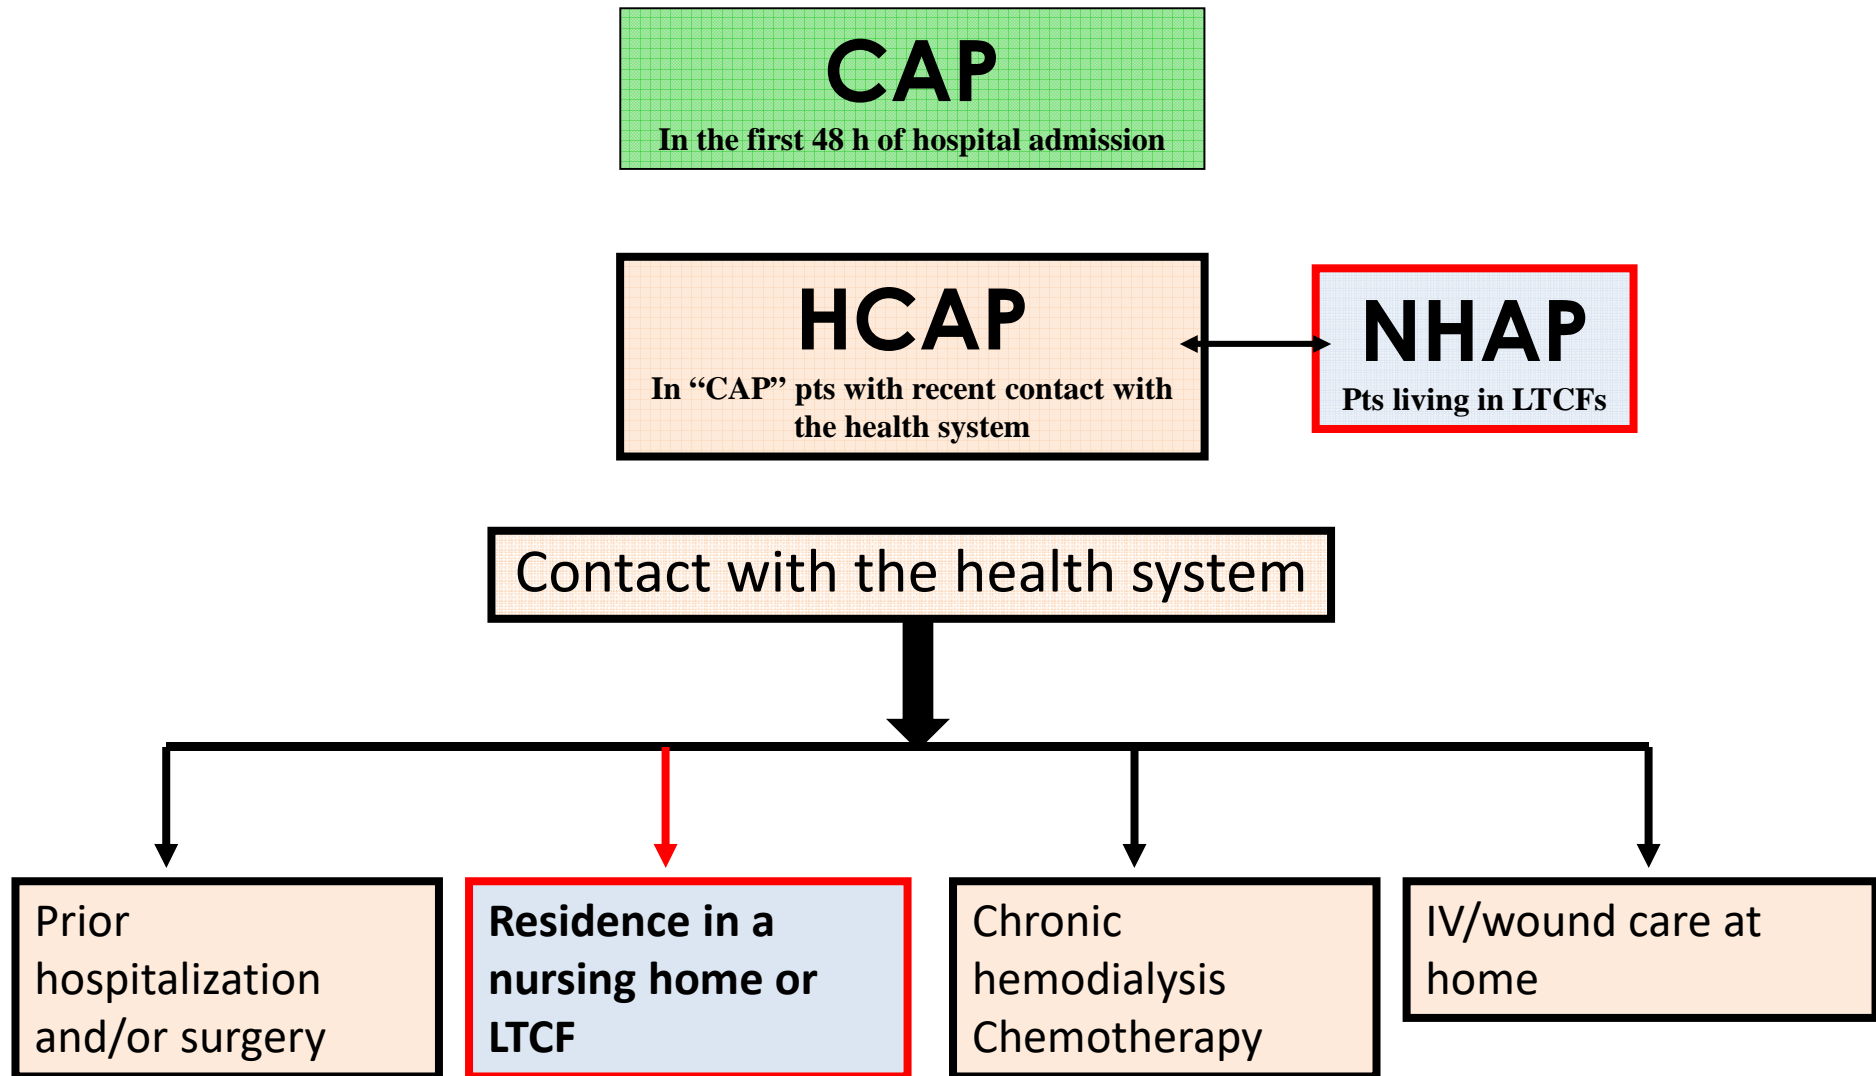 CAP
In the first 48 h of hospital admission
HCAP
In “CAP” pts with recent contact with
the health system
NHAP
Pts living in LTCFs
Contact with the health system
Prior
hospitalization
and/or surgery
Residence in a
nursing home or
LTCF
Chronic
hemodialysis
Chemotherapy
IV/wound care at
home